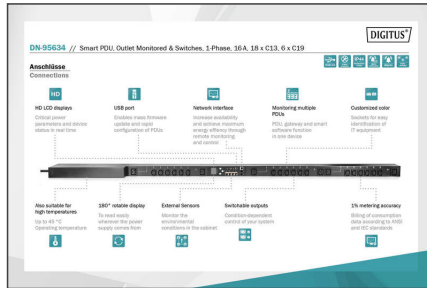 DIGITUS®
DN-95634 // Smart PDU, Outlet Monitored & Switches, 1-Phase, 16A, 18 x C13, 6 x C19
Anschlüsse
Connections
HD
HD LCD displays
Critical power
parameters and device
status in real time
USB port
Enables mass firmware
update and rapid
configuration of PDUs
Network interface
Increase availability
and achieve maximum
energy effiency through
remote monitoring
and control
Monitoring multiple
PDUs
PDU, gateway and smart
software function
in one device
Customized color
Sockets for easy
identification of
IT equipment
Also suitable for
high temperatures
Up to 45 °C
Operating temperature
180° rotatable display
To read easily
wherever the power
supply comes from
External Sensors
Monitor the
environmental
conditions in the cabinet
Switchable outputs
Condition-dependent
control of your system
1% metering accuracy
Billing of consumption
data according to ANSI
and IEC standards